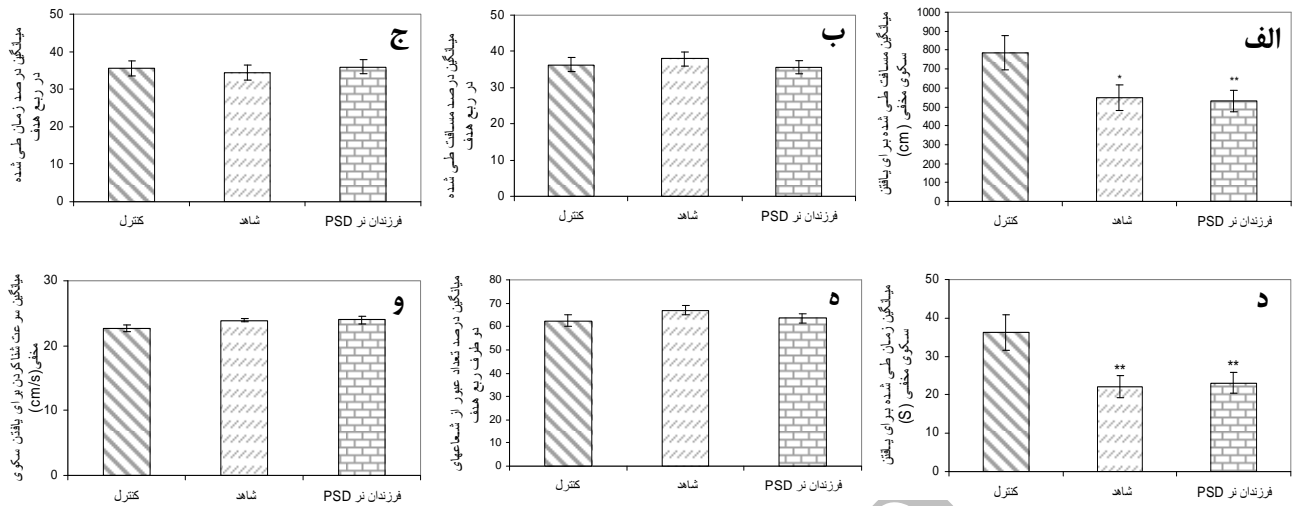 الف
میانگین مسافت طی شده برای یافتن
سکوی مخفی (cm)
1000
900
800
700
600
500
400
300
200
100
0
*
**
کنترل
شاهد
فرزندان نر PSD
ب
میانگین درصد مسافت طی شده
در ربع هدف
50
40
30
20
10
0
کنترل
شاهد
فرزندان نر PSD
ج
میانگین درصد زمان طی شده
در ربع هدف
50
40
30
20
10
0
کنترل
شاهد
فرزندان نر PSD
د
میانگین زمان طی شده برای یافتن
سکوی مخفی (S)
50
40
30
20
10
0
**
**
کنترل
شاهد
فرزندان نر PSD
ه
میانگین درصد تعداد عبور از شعاعهای
دو طرف ربع هدف
80
70
60
50
40
30
20
10
0
کنترل
شاهد
فرزندان نر PSD
و
میانگین سرعت شنا کردن برای یافتن سکوی
مخفی (cm/s)
30
20
10
0
کنترل
شاهد
فرزندان نر PSD